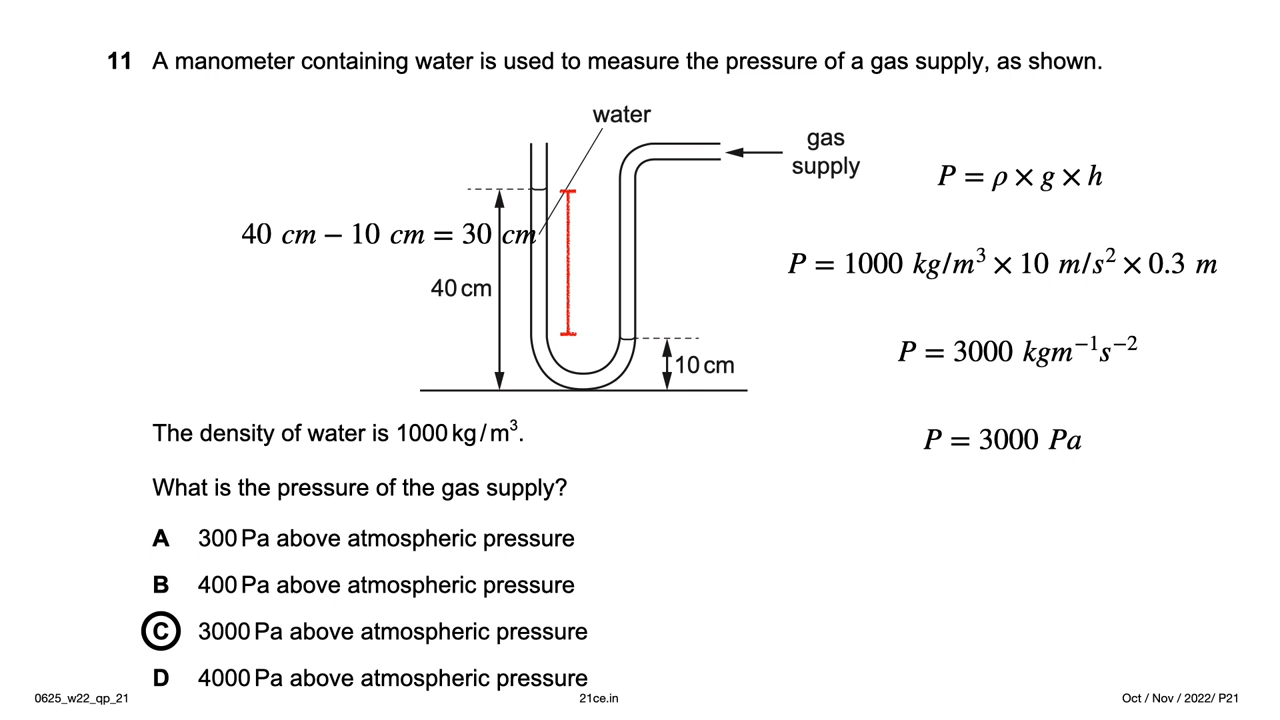 11 A manometer containing water is used to measure the pressure of a gas supply, as shown.
water
gas
supply
P = ρ × g × h
40 cm − 10 cm = 30 cm
P = 1000 kg/m³ × 10 m/s² × 0.3 m
40 cm
P = 3000 kgm⁻¹s⁻²
10 cm
The density of water is 1000 kg/m³.
P = 3000 Pa
What is the pressure of the gas supply?
A 300 Pa above atmospheric pressure
B 400 Pa above atmospheric pressure
C 3000 Pa above atmospheric pressure
D 4000 Pa above atmospheric pressure
0625_w22_qp_21
21ce.in
Oct / Nov / 2022/ P21